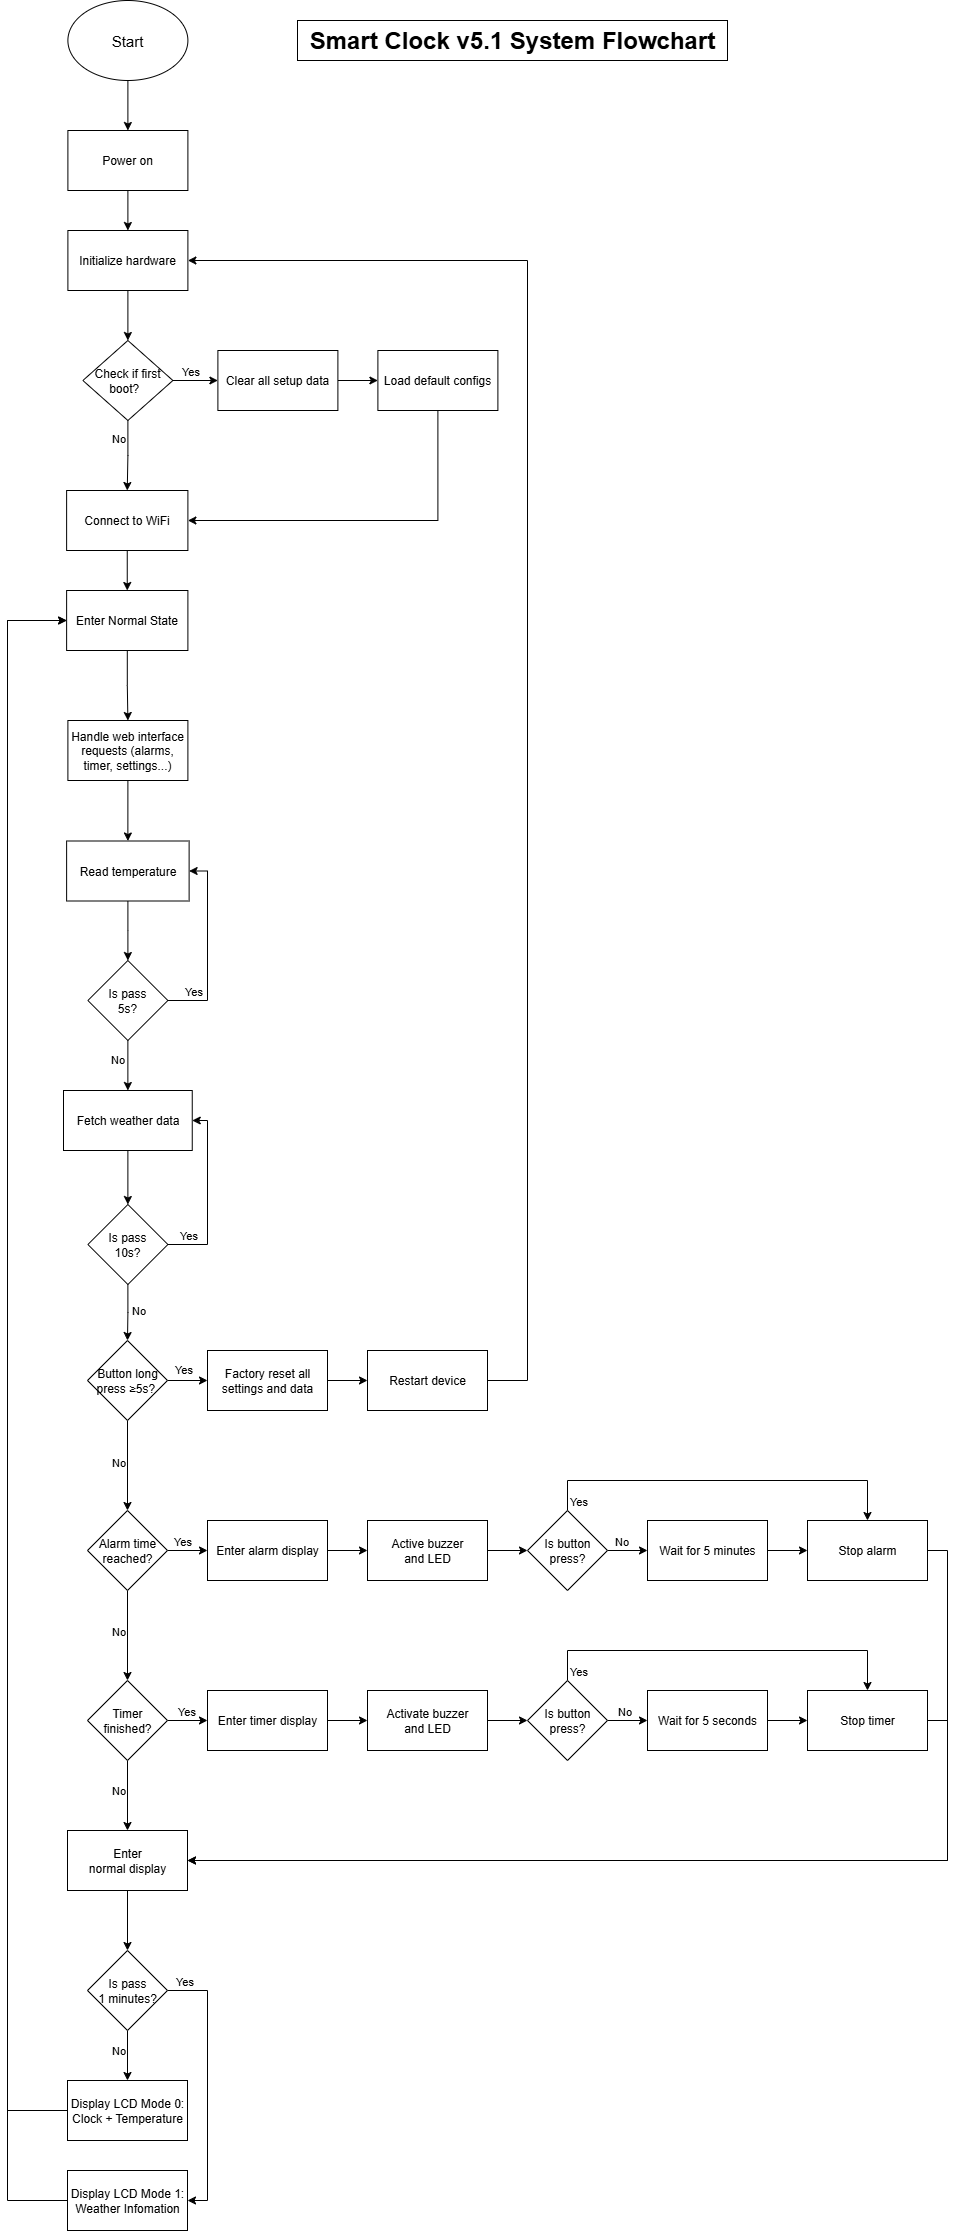 Start
Smart Clock v5.1 System Flowchart
Power on
Initialize hardware
Check if first
boot?
Yes
Clear all setup data
Load default configs
No
Connect to WiFi
Enter Normal State
Handle web interface
requests (alarms,
timer, settings...)
Read temperature
Is pass
5s?
Yes
No
Fetch weather data
Is pass
10s?
Yes
No
Button long
press ≥5s?
Yes
Factory reset all
settings and data
Restart device
No
Alarm time
reached?
Yes
Enter alarm display
Active buzzer
and LED
Is button
press?
Yes
No
Wait for 5 minutes
Stop alarm
No
Timer
finished?
Yes
Enter timer display
Activate buzzer
and LED
Is button
press?
Yes
No
Wait for 5 seconds
Stop timer
No
Enter
normal display
Is pass
1 minutes?
Yes
No
Display LCD Mode 0:
Clock + Temperature
Display LCD Mode 1:
Weather Infomation